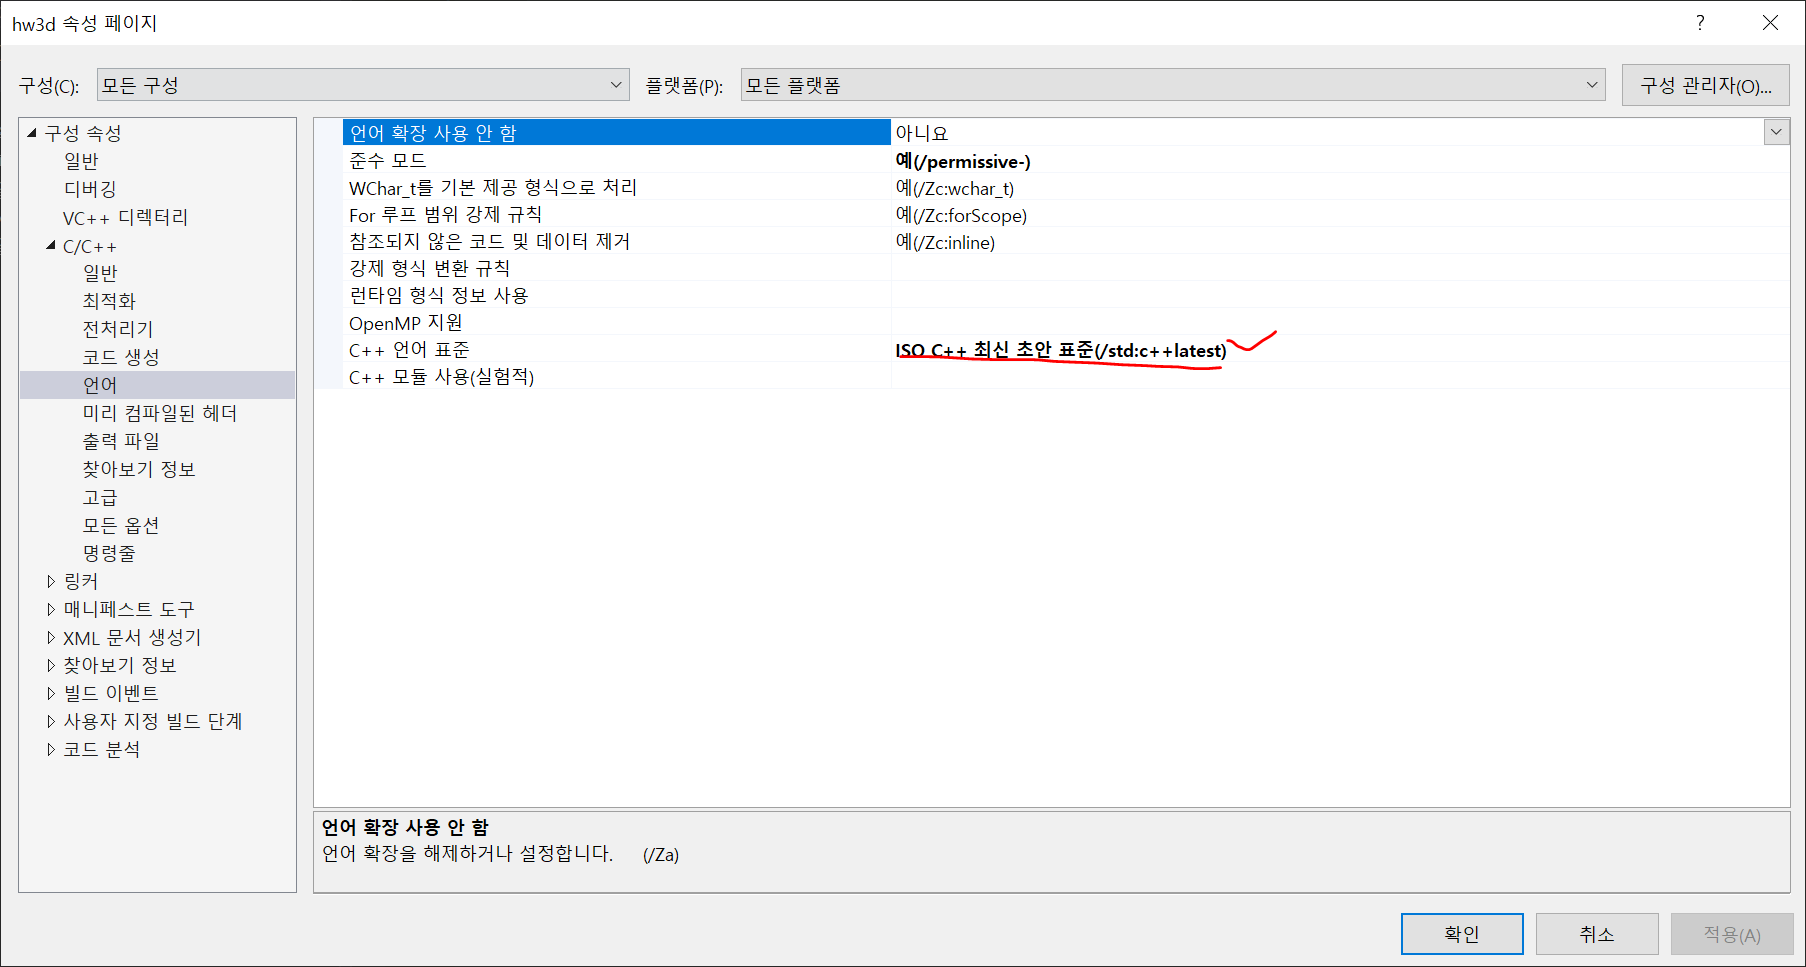 hw3d 속성 페이지
?
구성(C): 모든 구성 플랫폼(P): 모든 플랫폼 구성 관리자(O)...
구성 속성
일반
디버깅
VC++ 디렉터리
C/C++
일반
최적화
전처리기
코드 생성
언어
미리 컴파일된 헤더
출력 파일
찾아보기 정보
고급
모든 옵션
명령줄
링커
매니페스트 도구
XML 문서 생성기
찾아보기 정보
빌드 이벤트
사용자 지정 빌드 단계
코드 분석
언어 확장 사용 안 함 아니요
준수 모드 예(/permissive-)
WChar_t를 기본 제공 형식으로 처리 예(/Zc:wchar_t)
For 루프 범위 강제 규칙 예(/Zc:forScope)
참조되지 않은 코드 및 데이터 제거 예(/Zc:inline)
강제 형식 변환 규칙
런타임 형식 정보 사용
OpenMP 지원
C++ 언어 표준 ISO C++ 최신 초안 표준(/std:c++latest)
C++ 모듈 사용(실험적)
언어 확장 사용 안 함
언어 확장을 해제하거나 설정합니다. (/Za)
확인 취소 적용(A)